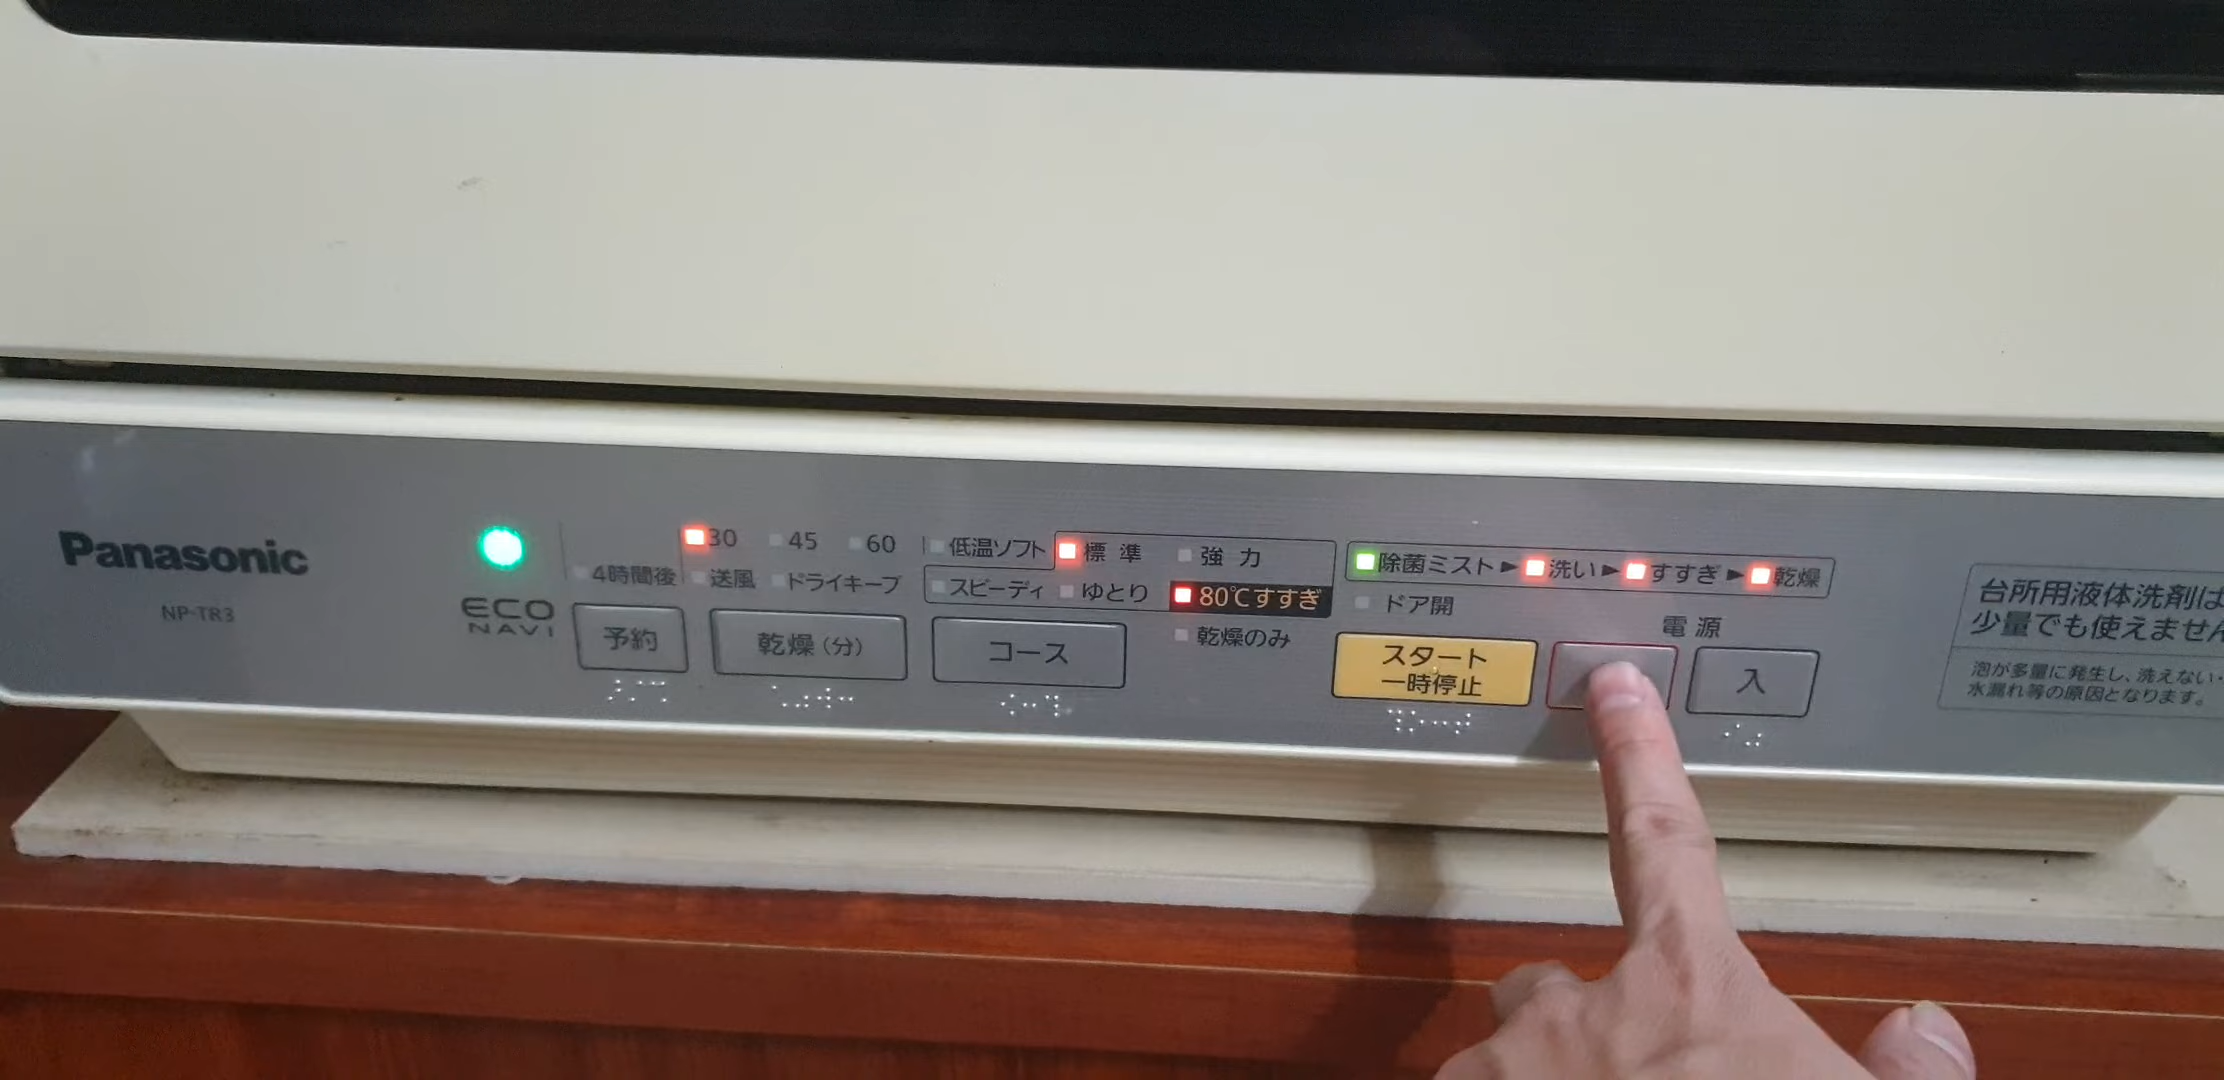 Panasonic
NP-TR3
ECO
NAVI
4時間後
予約
30 45 60
送風 ドライキープ
乾燥(分)
低温ソフト 標準 強力
スピーディ ゆとり 80℃すすぎ
乾燥のみ
コース
除菌ミスト▶洗い▶すすぎ▶乾燥
ドア開
スタート
一時停止
電源
入
台所用液体洗剤は
少量でも使えません
泡が多量に発生し、洗えない・
水漏れ等の原因となります。